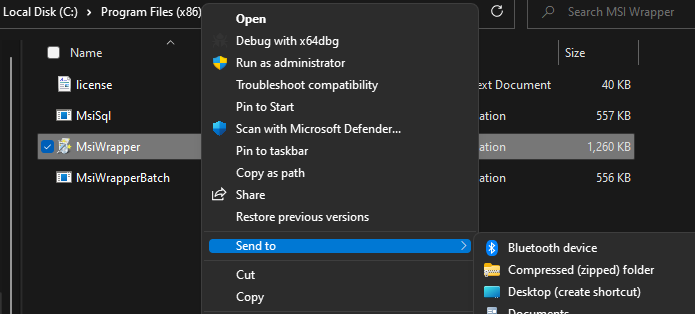 Local Disk (C:) > Program Files (x86)
Search MSI Wrapper
Name
Size
license
ext Document
40 KB
MsiSql
ation
557 KB
MsiWrapper
ation
1,260 KB
MsiWrapperBatch
ation
556 KB
Open
Debug with x64dbg
Run as administrator
Troubleshoot compatibility
Pin to Start
Scan with Microsoft Defender...
Pin to taskbar
Copy as path
Share
Restore previous versions
Send to
Cut
Copy
Bluetooth device
Compressed (zipped) folder
Desktop (create shortcut)
Documents